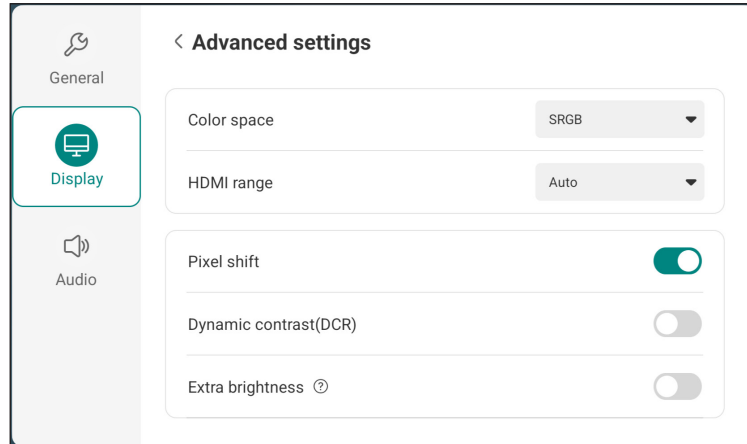 General
Display
Audio
Advanced settings
Color space
SRGB
HDMI range
Auto
Pixel shift
Dynamic contrast(DCR)
Extra brightness ?